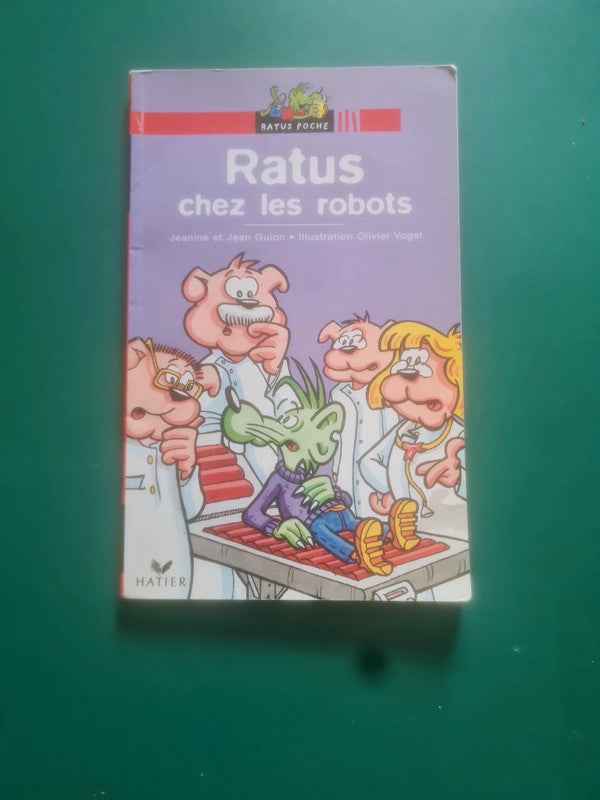 RATUS POCHE
Ratus
chez les robots
Jeanine et Jean Guion • Illustration Olivier Vogel
HATIER